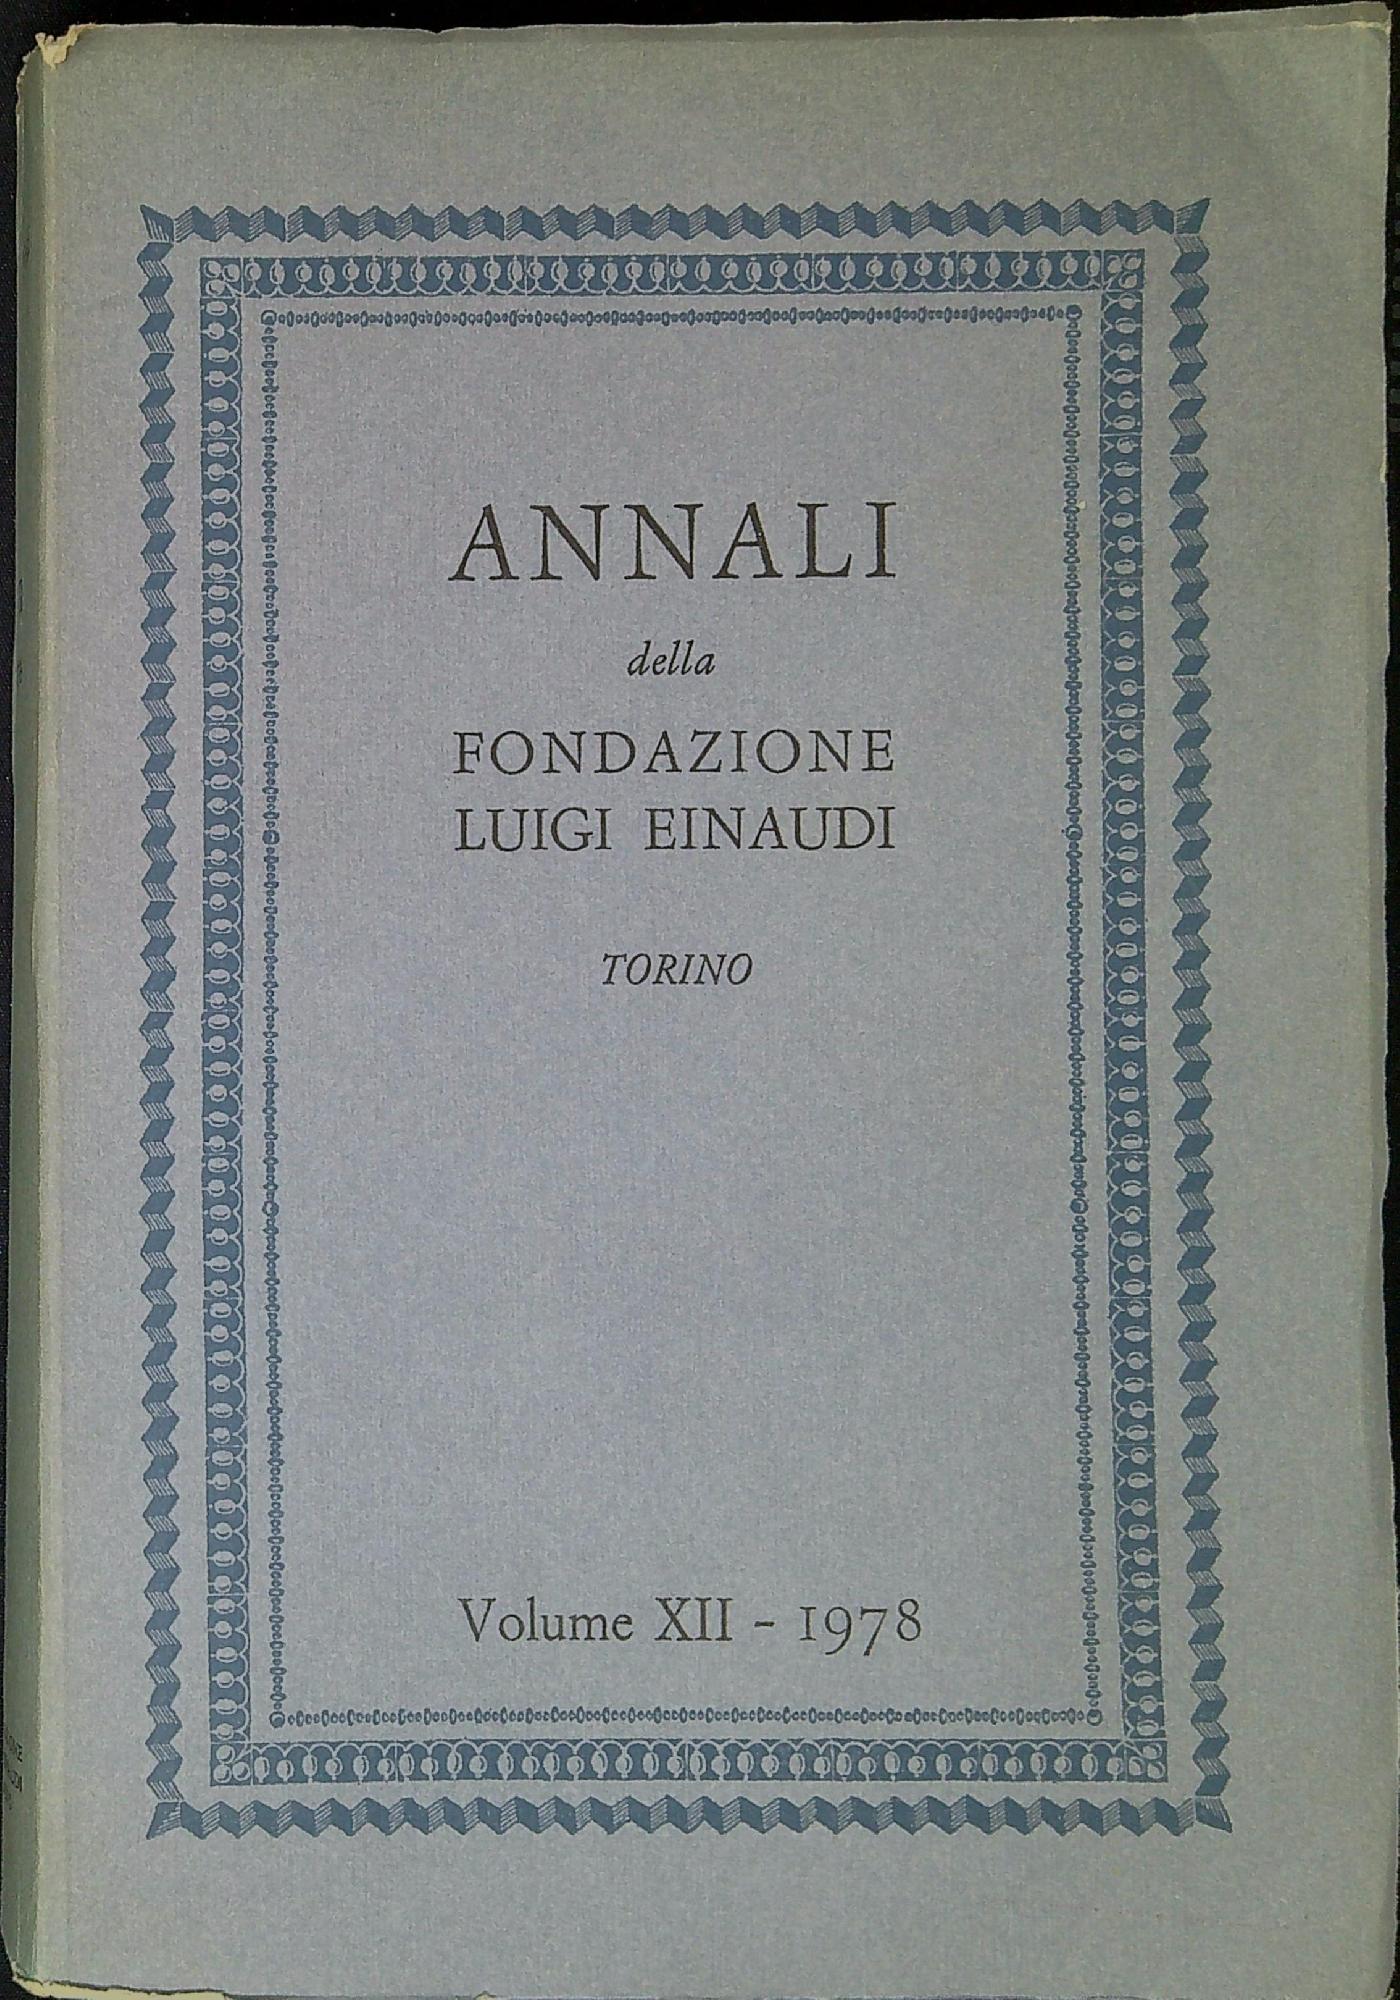 ANNALI
della
FONDAZIONE
LUIGI EINAUDI
TORINO
Volume XII - 1978